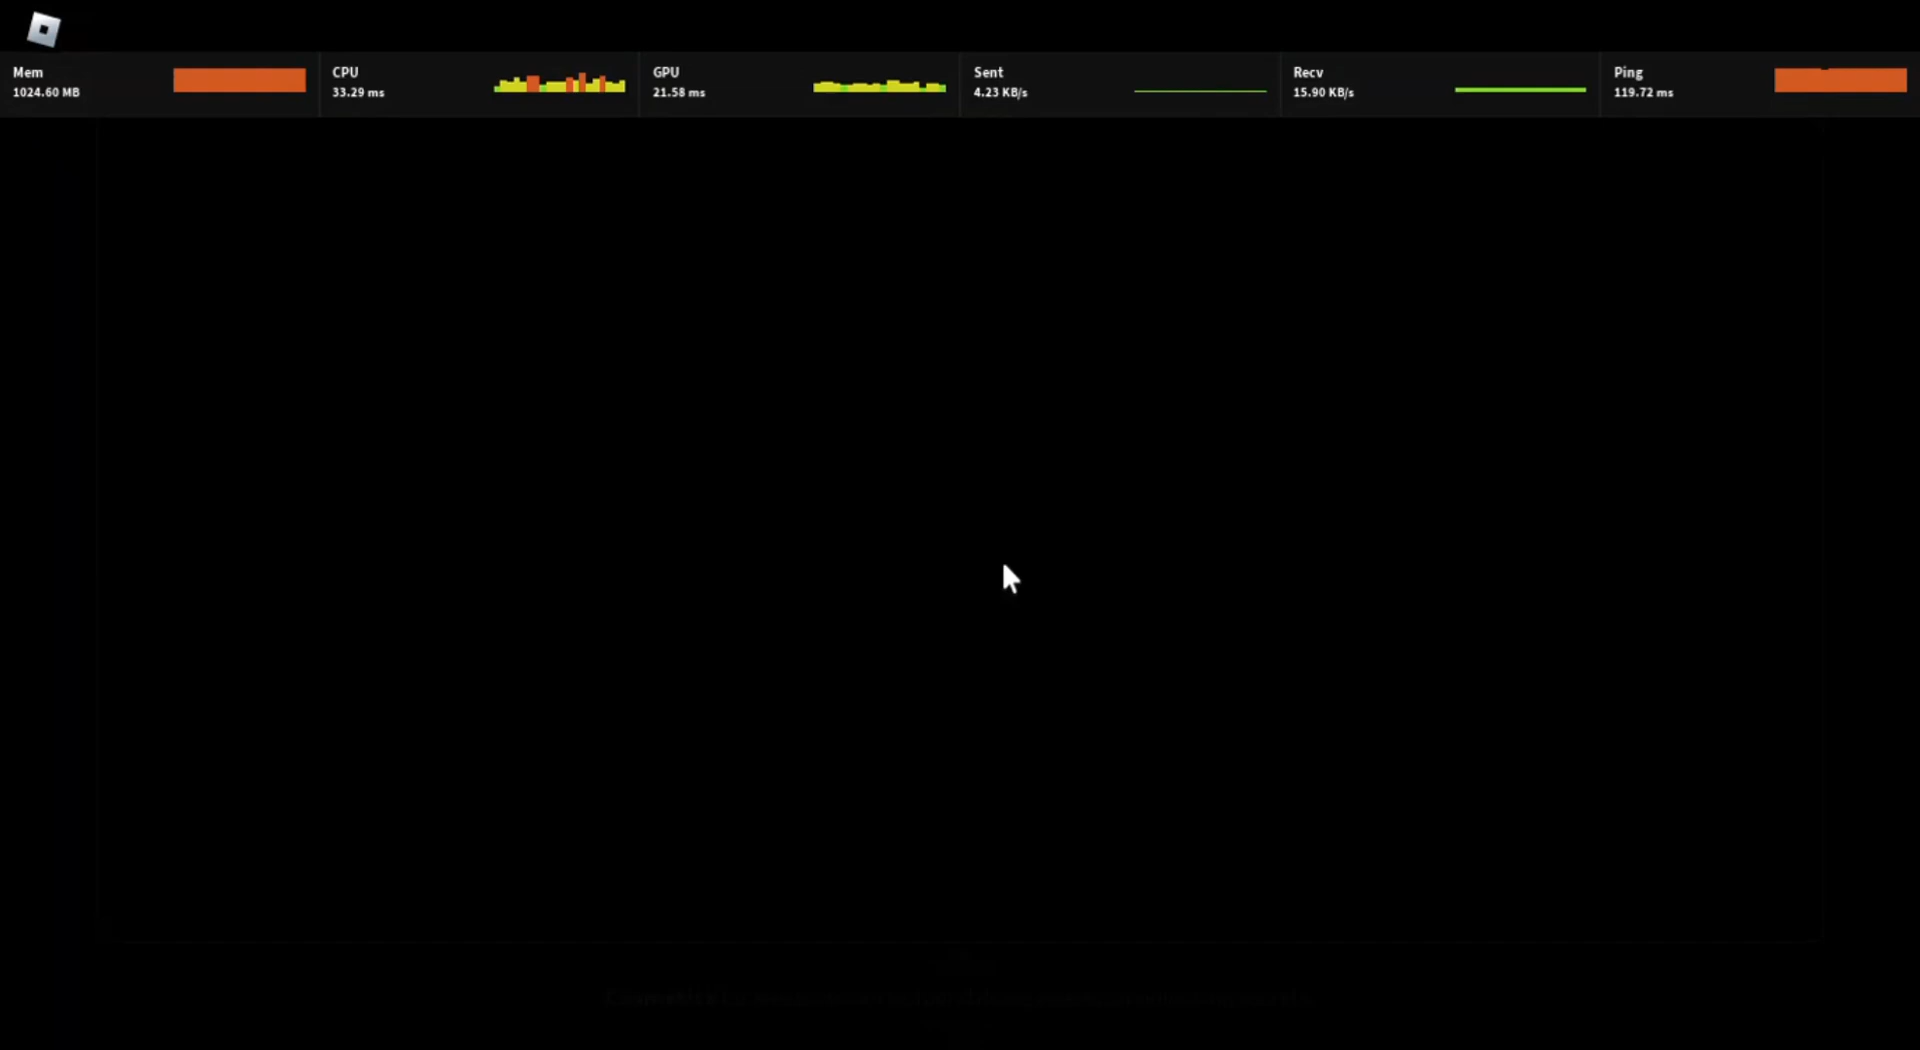 Mem
1024.60 MB
CPU
33.29 ms
GPU
21.58 ms
Sent
4.23 KB/s
Recv
15.90 KB/s
Ping
119.72 ms